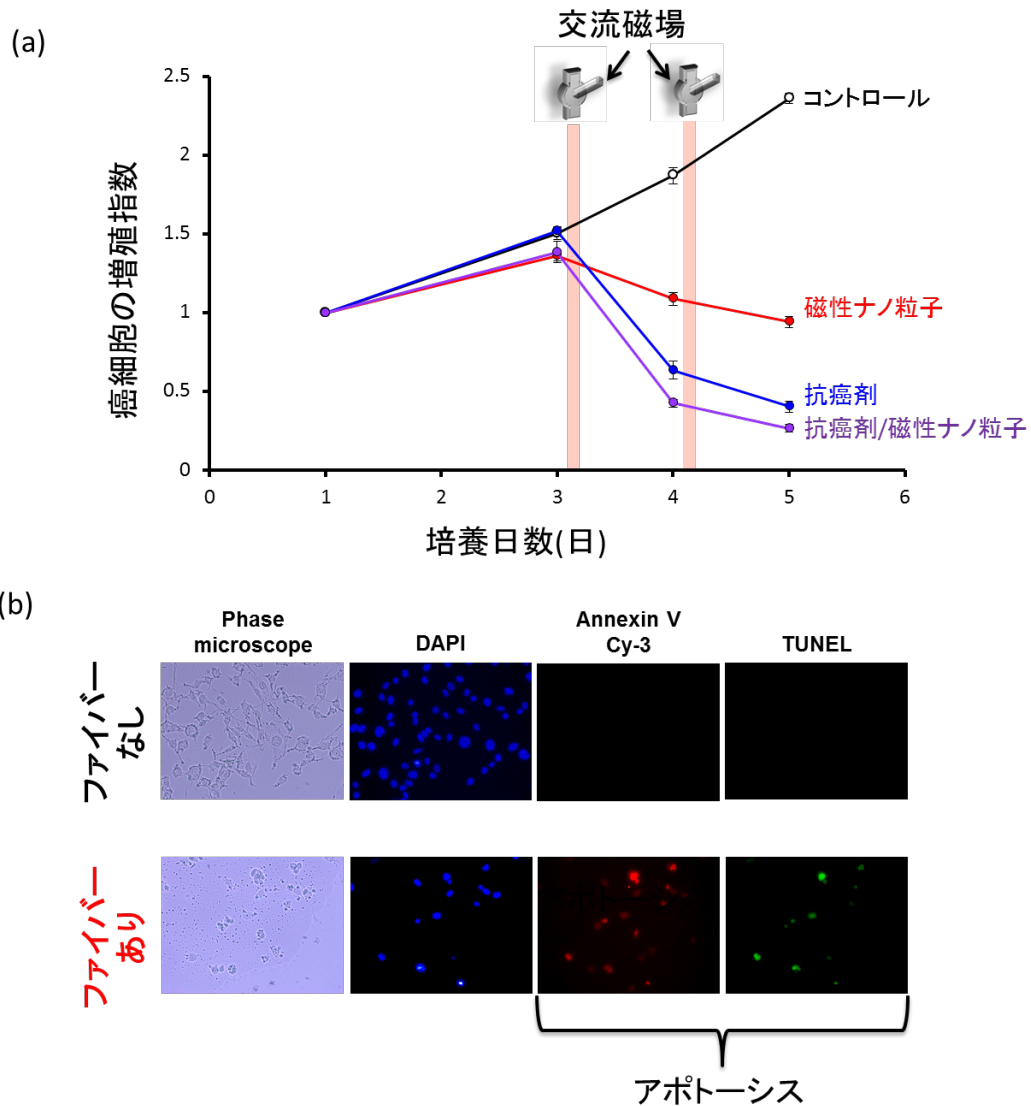 (a)
交流磁場
癌細胞の増殖指数
2.5
2
1.5
1
0.5
0
0
1
2
3
4
5
6
培養日数(日)
コントロール
磁性ナノ粒子
抗癌剤
抗癌剤/磁性ナノ粒子
(b)
Phase
microscope
DAPI
Annexin V
Cy-3
TUNEL
ファイバー
なし
ファイバー
あり
アポトーシス